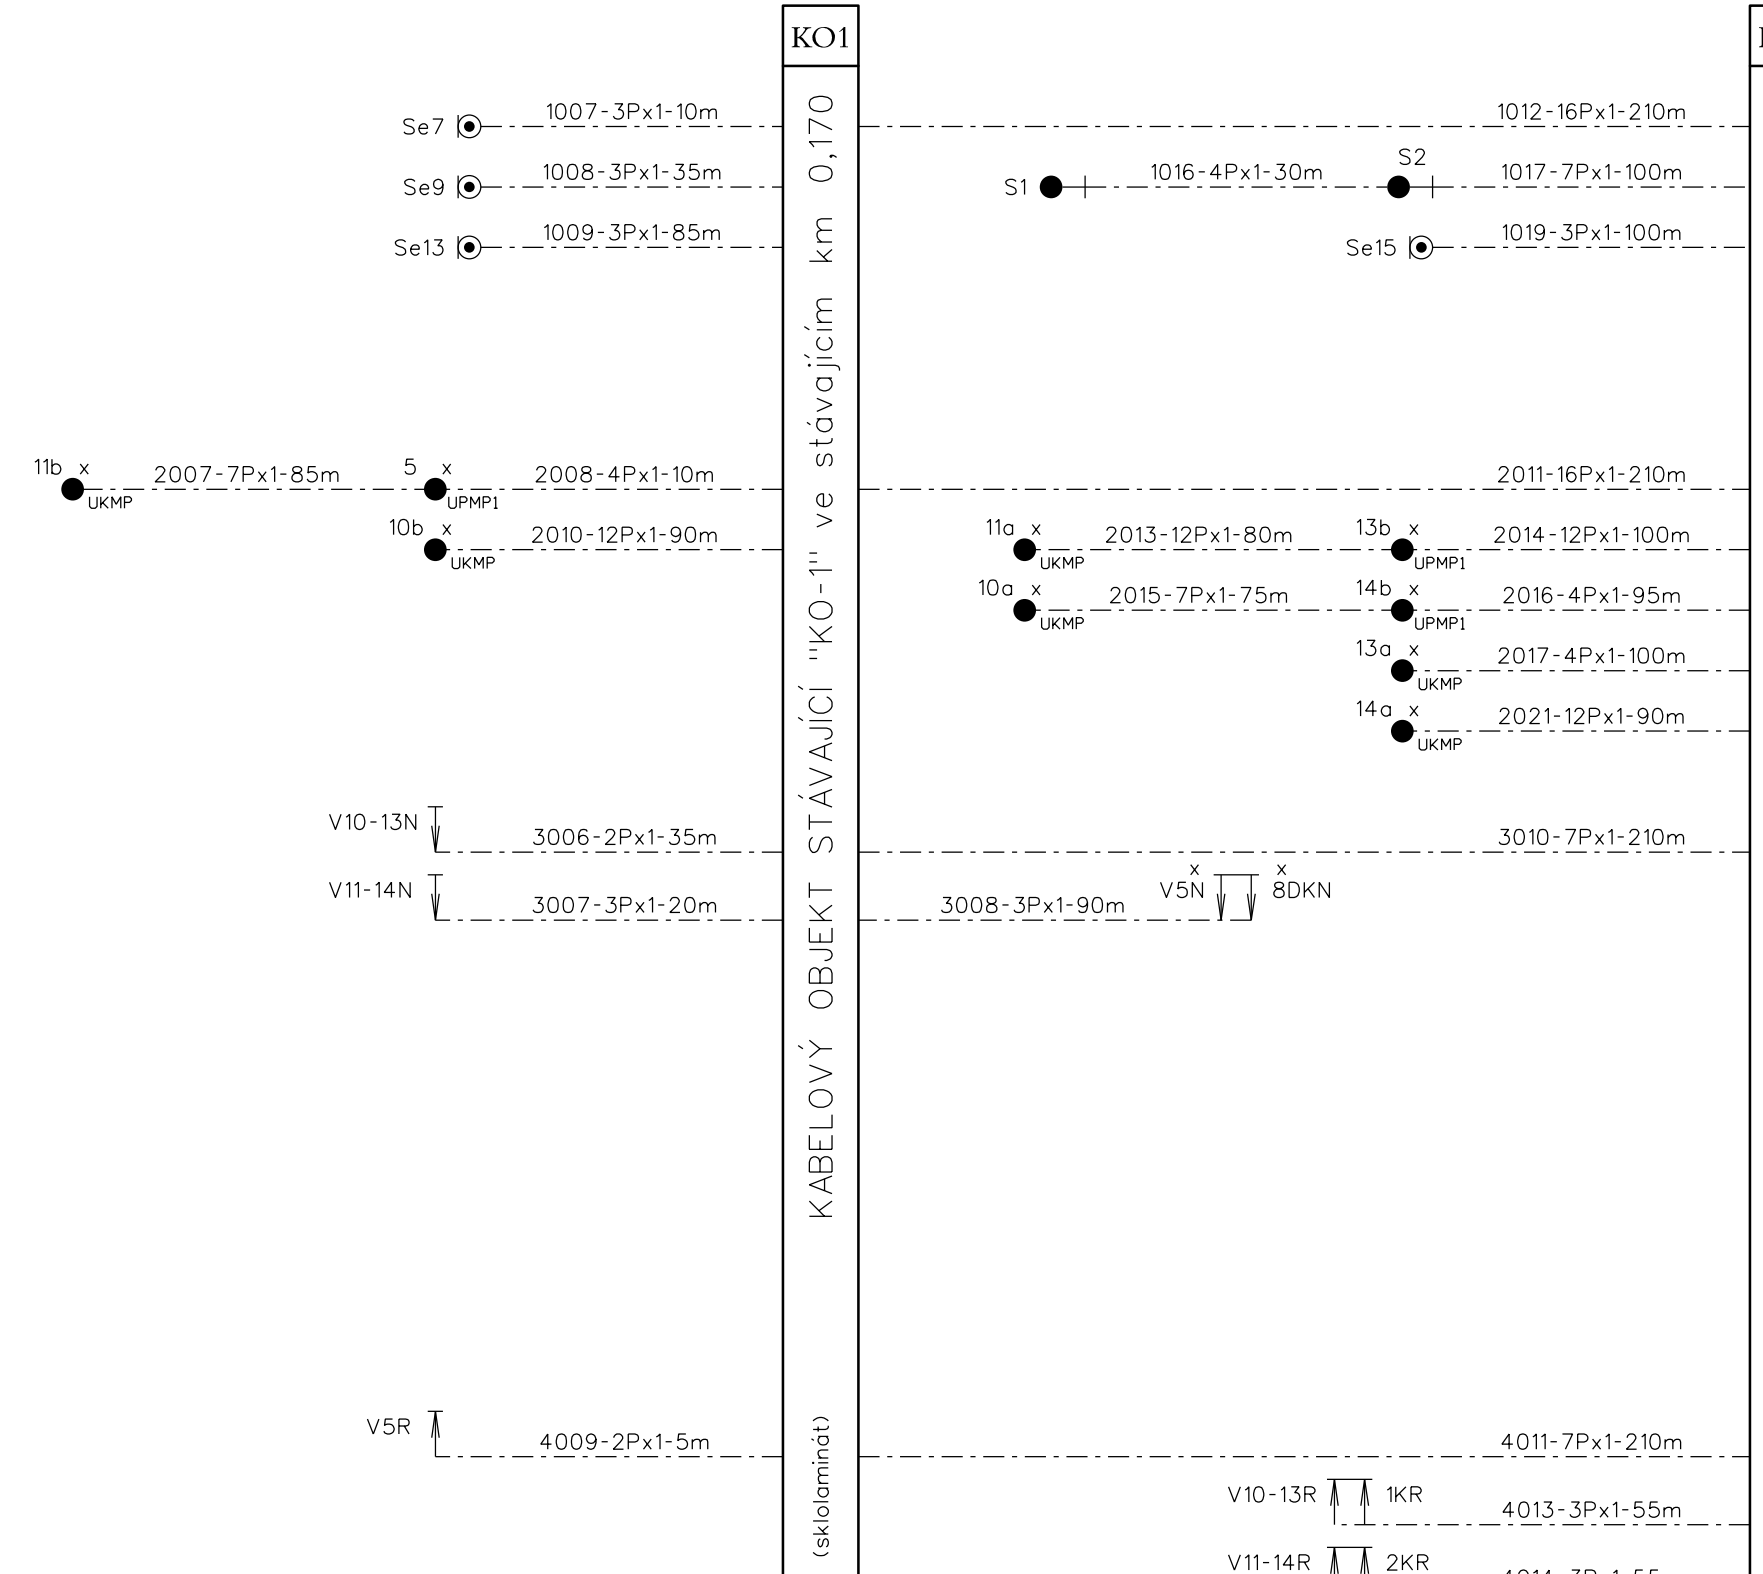 KO1
Se7
1007-3Px1-10m
1012-16Px1-210m
S2
Se9
1008-3Px1-35m
S1
1016-4Px1-30m
1017-7Px1-100m
Se13
1009-3Px1-85m
Se15
1019-3Px1-100m
KABELOVÝ OBJEKT STÁVAJÍCÍ "KO-1" ve stávajícím km 0,170
(sklolaminát)
11b x
2007-7Px1-85m
5 x
2008-4Px1-10m
2011-16Px1-210m
UKMP
UPMP1
10b x
2010-12Px1-90m
11a x
2013-12Px1-80m
13b x
2014-12Px1-100m
UKMP
UKMP
UPMP1
10a x
2015-7Px1-75m
14b x
2016-4Px1-95m
UKMP
UPMP1
13a x
2017-4Px1-100m
UKMP
14a x
2021-12Px1-90m
UKMP
V10-13N
3006-2Px1-35m
3010-7Px1-210m
x x
V11-14N
V5N
8DKN
3007-3Px1-20m
3008-3Px1-90m
V5R
4009-2Px1-5m
4011-7Px1-210m
V10-13R
1KR
4013-3Px1-55m
V11-14R
2KR